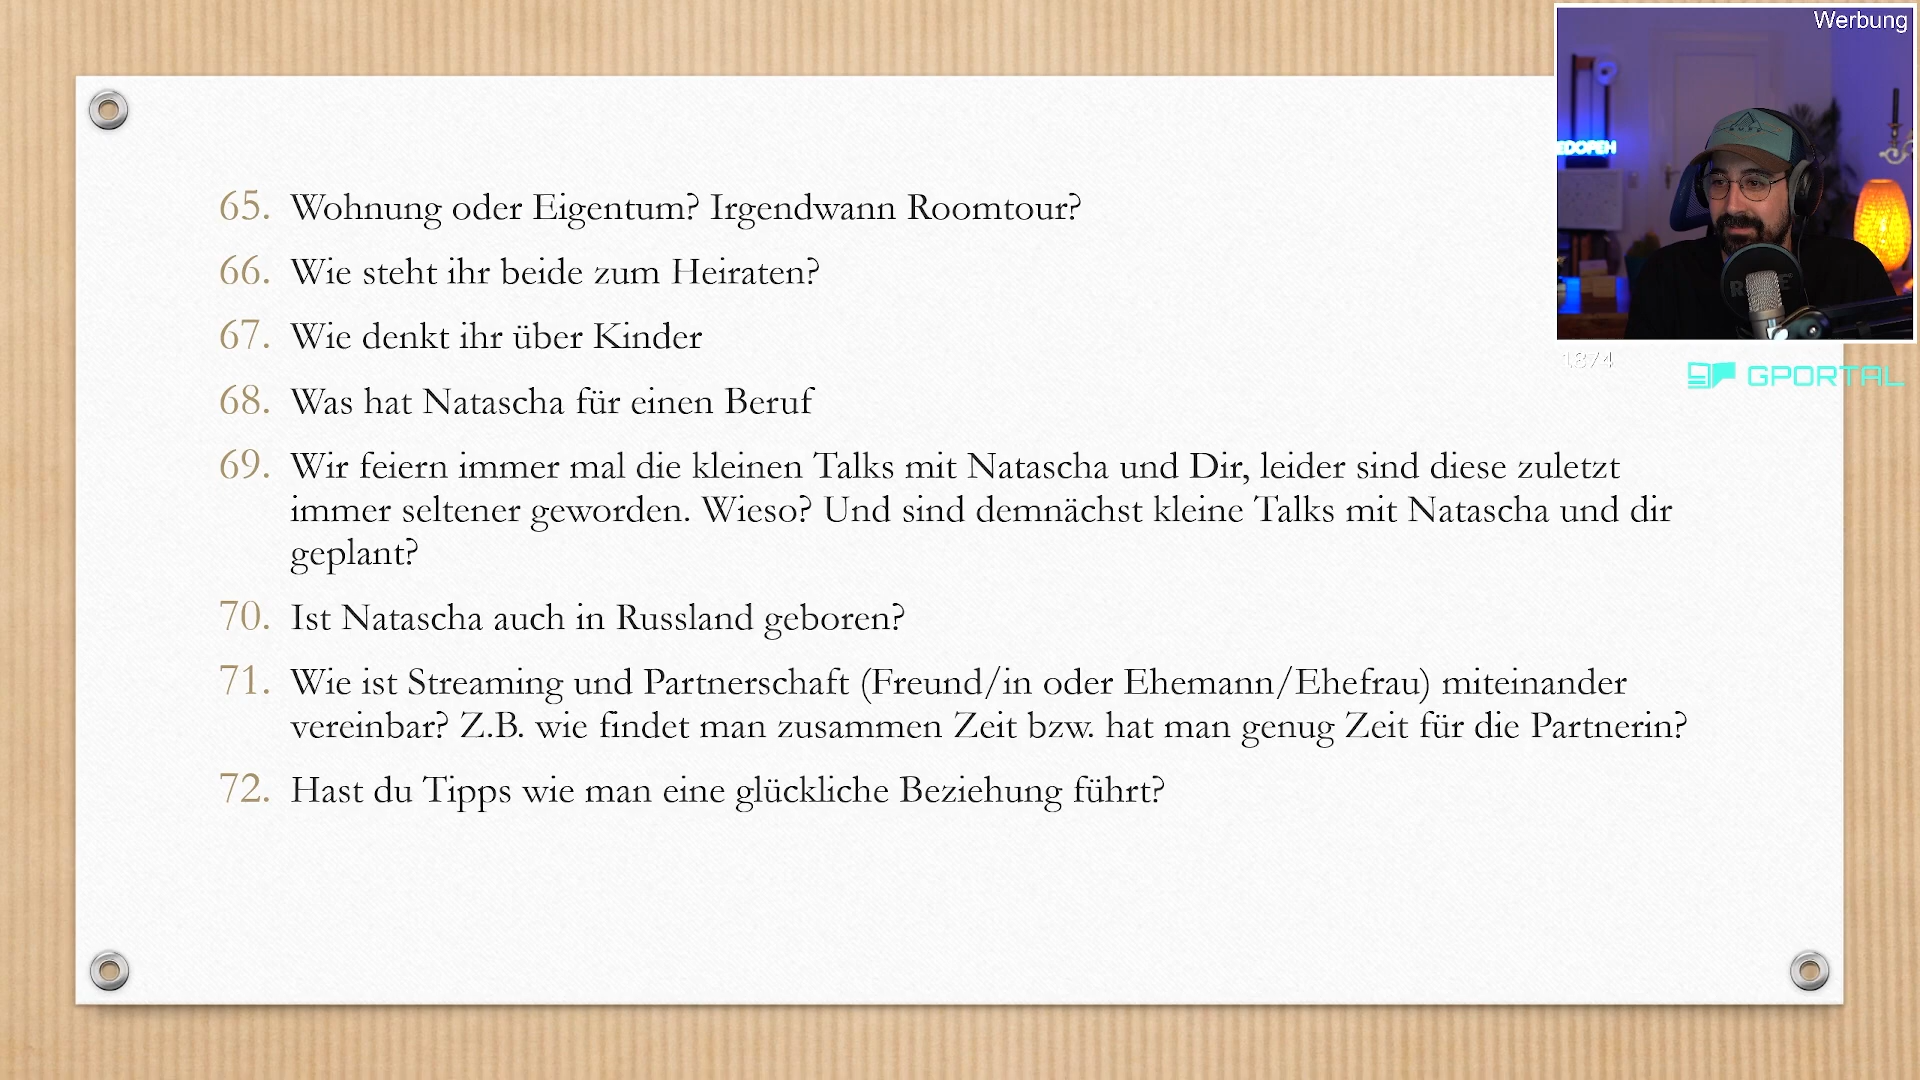 Werbung
65. Wohnung oder Eigentum? Irgendwann Roomtour?
66. Wie steht ihr beide zum Heiraten?
67. Wie denkt ihr über Kinder
68. Was hat Natascha für einen Beruf
69. Wir feiern immer mal die kleinen Talks mit Natascha und Dir, leider sind diese zuletzt
immer seltener geworden. Wieso? Und sind demnächst kleine Talks mit Natascha und dir
geplant?
70. Ist Natascha auch in Russland geboren?
71. Wie ist Streaming und Partnerschaft (Freund/in oder Ehemann/Ehefrau) miteinander
vereinbar? Z.B. wie findet man zusammen Zeit bzw. hat man genug Zeit für die Partnerin?
72. Hast du Tipps wie man eine glückliche Beziehung führt?
1374
GPORTAL